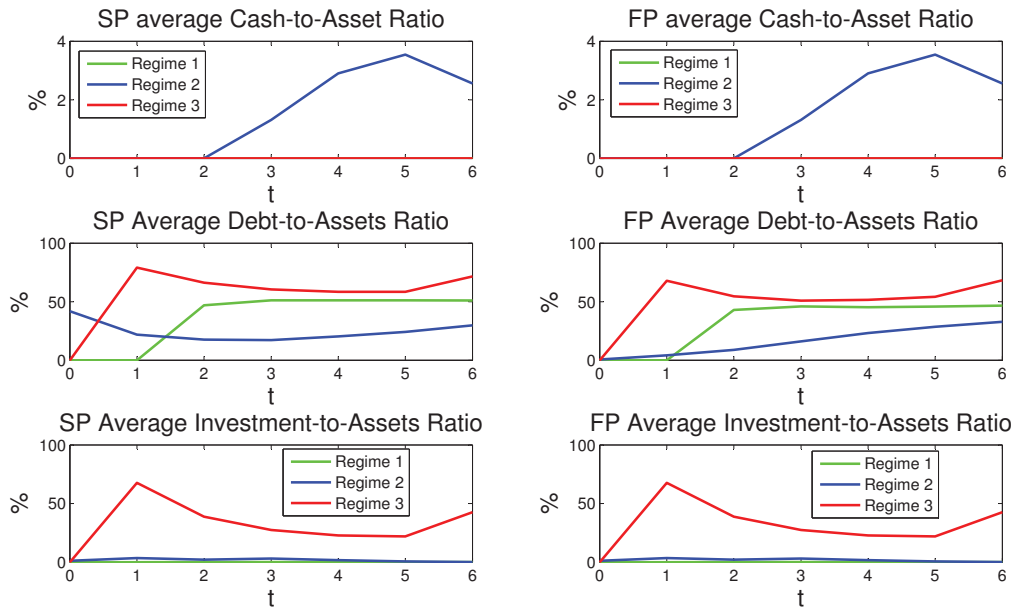 SP average Cash-to-Asset Ratio
4
2
0
%
Regime 1
Regime 2
Regime 3
0 1 2 3 4 5 6
t
FP average Cash-to-Asset Ratio
4
2
0
%
Regime 1
Regime 2
Regime 3
0 1 2 3 4 5 6
t
SP Average Debt-to-Assets Ratio
100
50
0
%
0 1 2 3 4 5 6
t
FP Average Debt-to-Assets Ratio
100
50
0
%
0 1 2 3 4 5 6
t
SP Average Investment-to-Assets Ratio
100
50
0
%
Regime 1
Regime 2
Regime 3
0 1 2 3 4 5 6
t
FP Average Investment-to-Assets Ratio
100
50
0
%
Regime 1
Regime 2
Regime 3
0 1 2 3 4 5 6
t